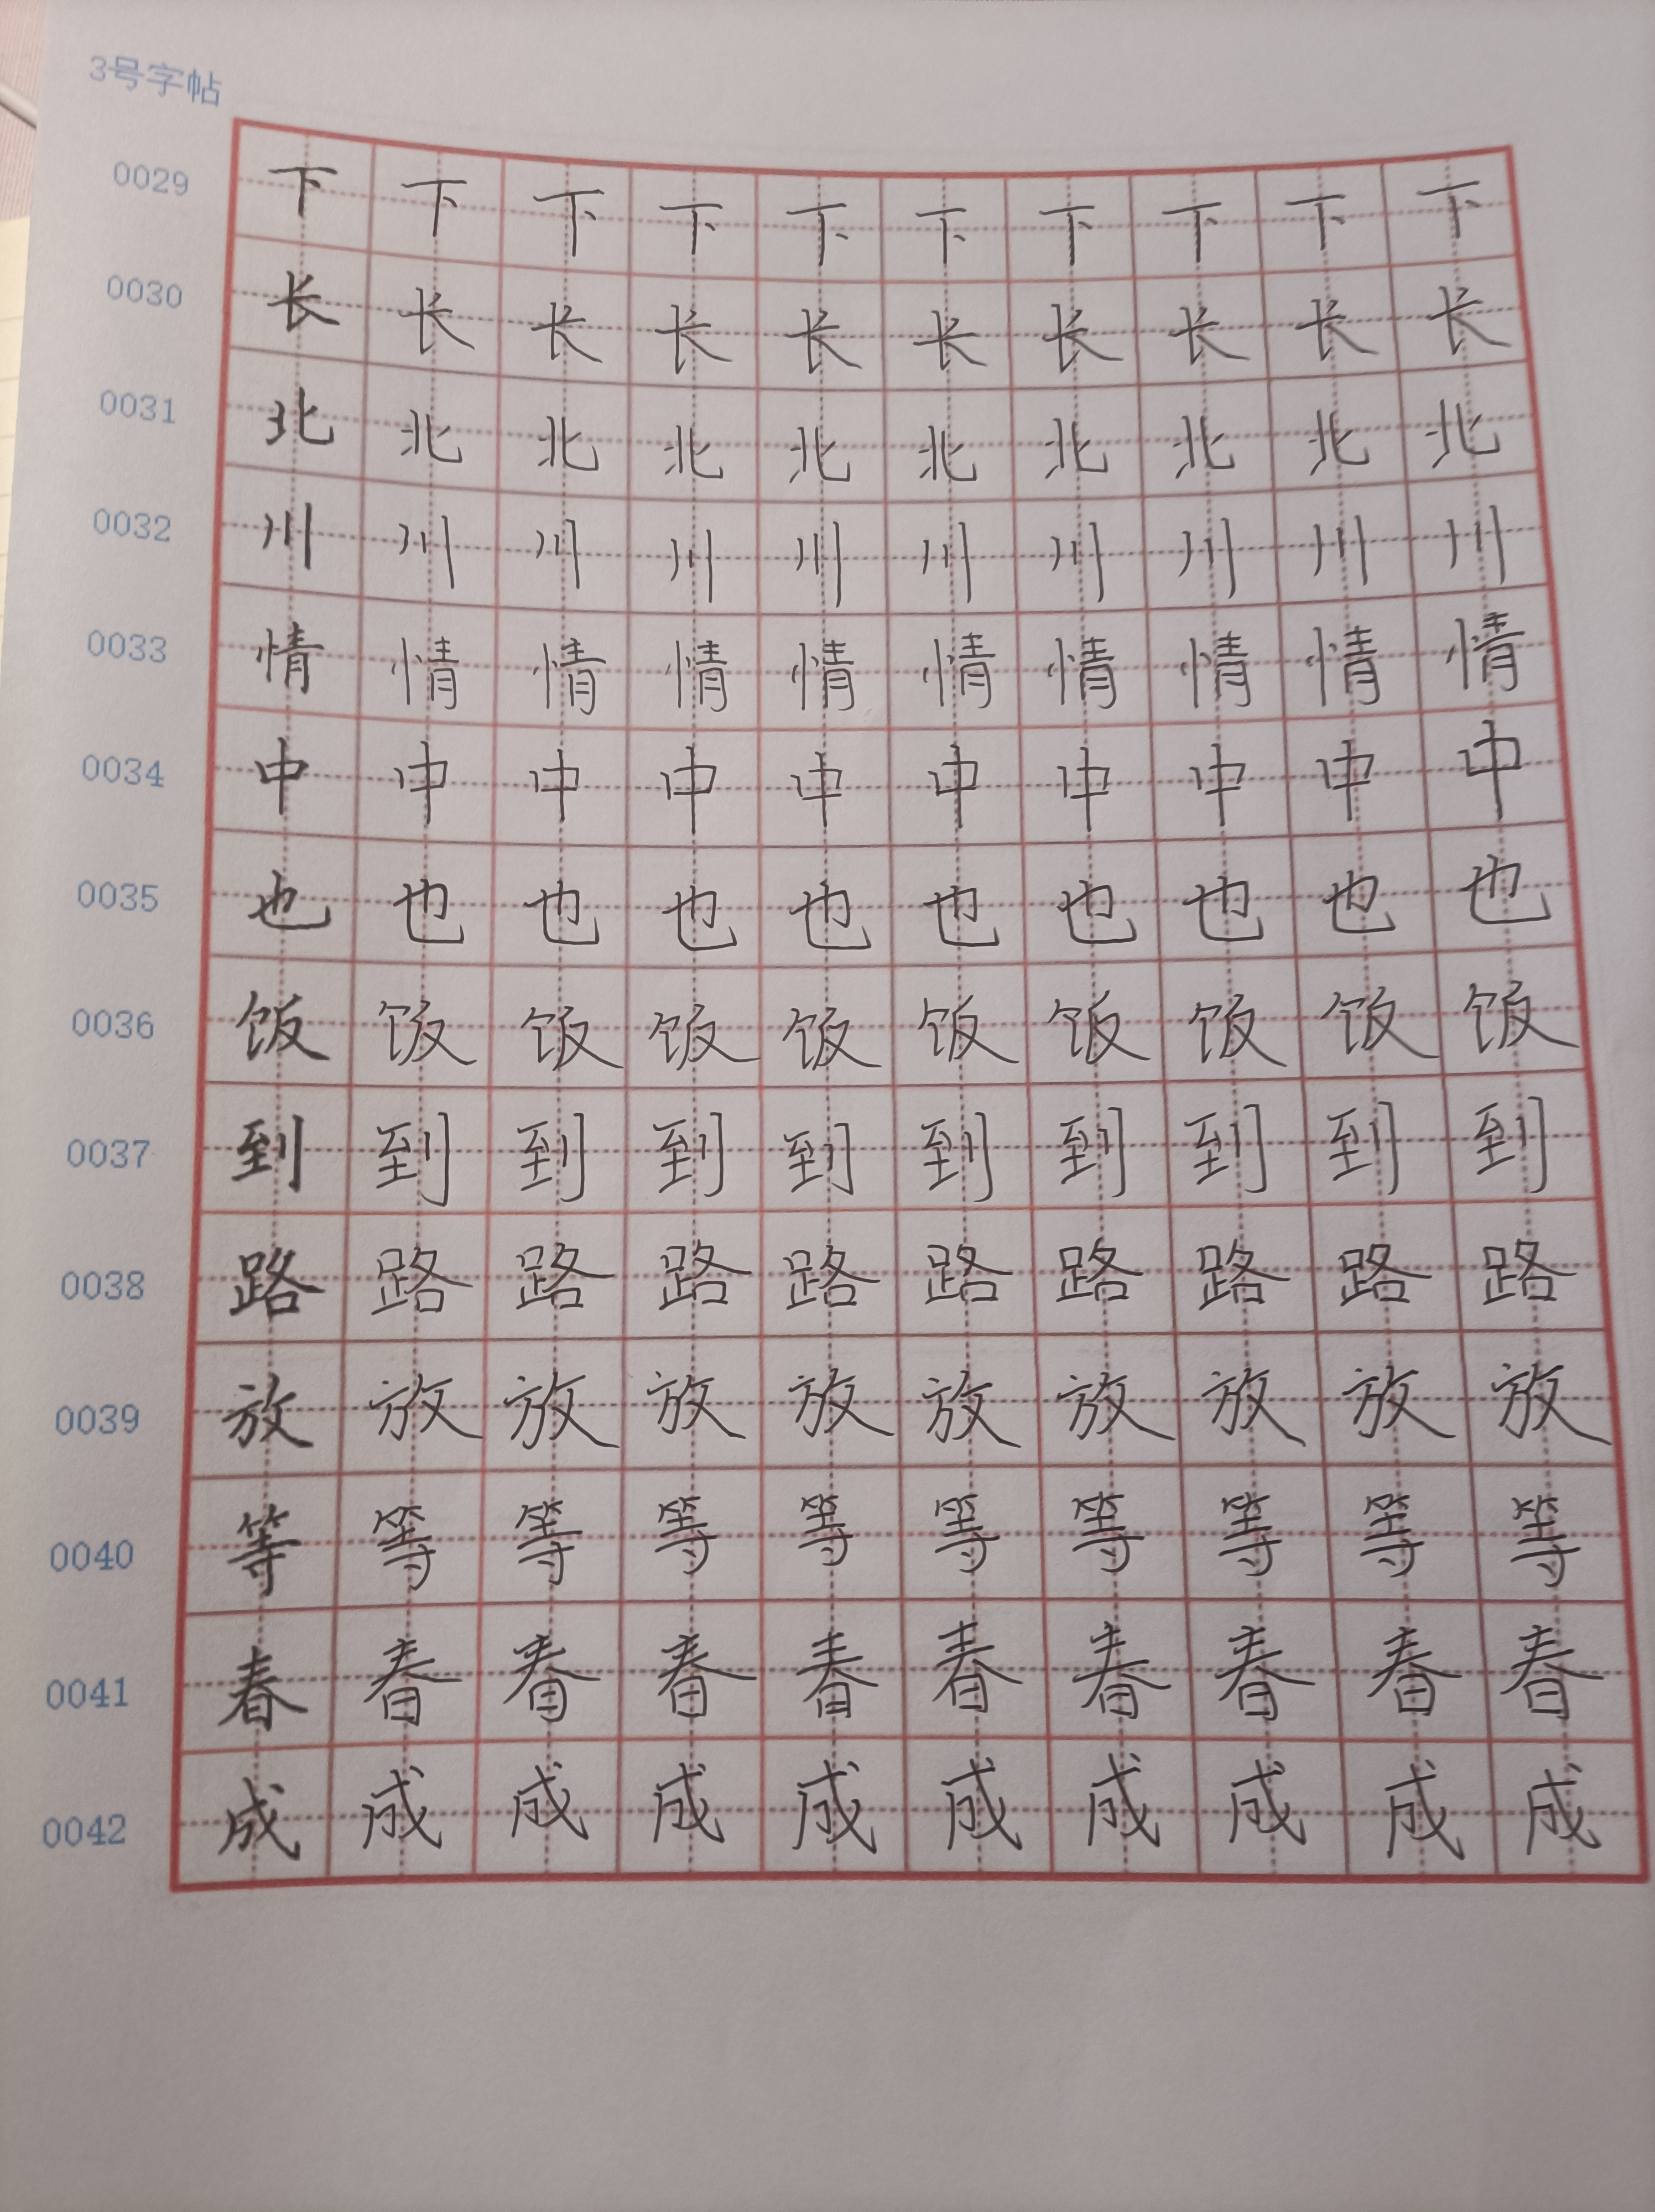 3号字帖
0029 下 下 下 下 下 下 下 下 下 下
0030 长 长 长 长 长 长 长 长 长 长
0031 北 北 北 北 北 北 北 北 北 北
0032 川 川 川 川 川 川 川 川 川 川
0033 情 情 情 情 情 情 情 情 情 情
0034 中 中 中 中 中 中 中 中 中 中
0035 也 也 也 也 也 也 也 也 也 也
0036 饭 饭 饭 饭 饭 饭 饭 饭 饭 饭
0037 到 到 到 到 到 到 到 到 到 到
0038 路 路 路 路 路 路 路 路 路 路
0039 放 放 放 放 放 放 放 放 放 放
0040 等 等 等 等 等 等 等 等 等 等
0041 春 春 春 春 春 春 春 春 春 春
0042 成 成 成 成 成 成 成 成 成 成